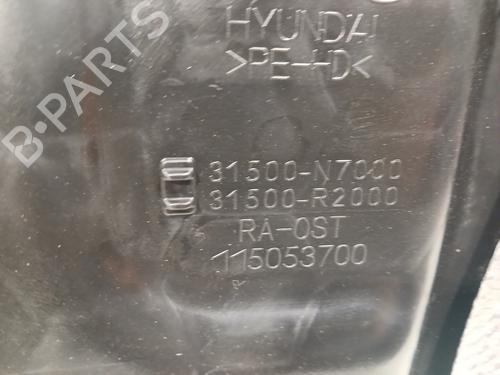 HYUNDAI
>PE-HD<
B-PARTS
31500-N7000
31500-R2000
RA-OST
115053700